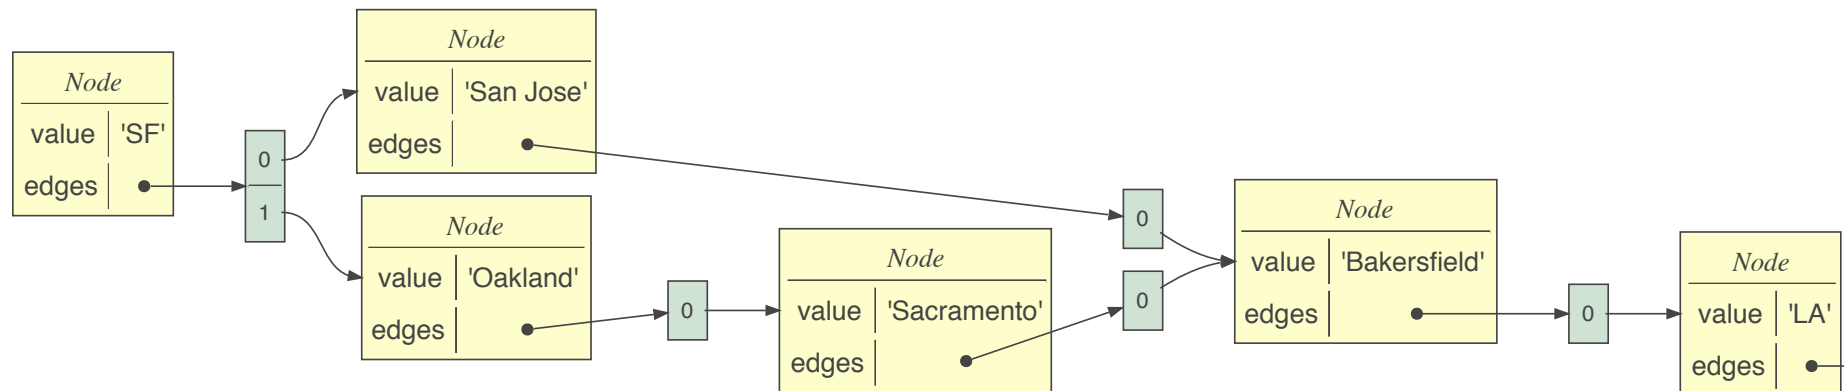 Node
value 'SF'
edges
0
1
Node
value 'San Jose'
edges
Node
value 'Oakland'
edges
0
Node
value 'Sacramento'
edges
0
0
Node
value 'Bakersfield'
edges
0
Node
value 'LA'
edges